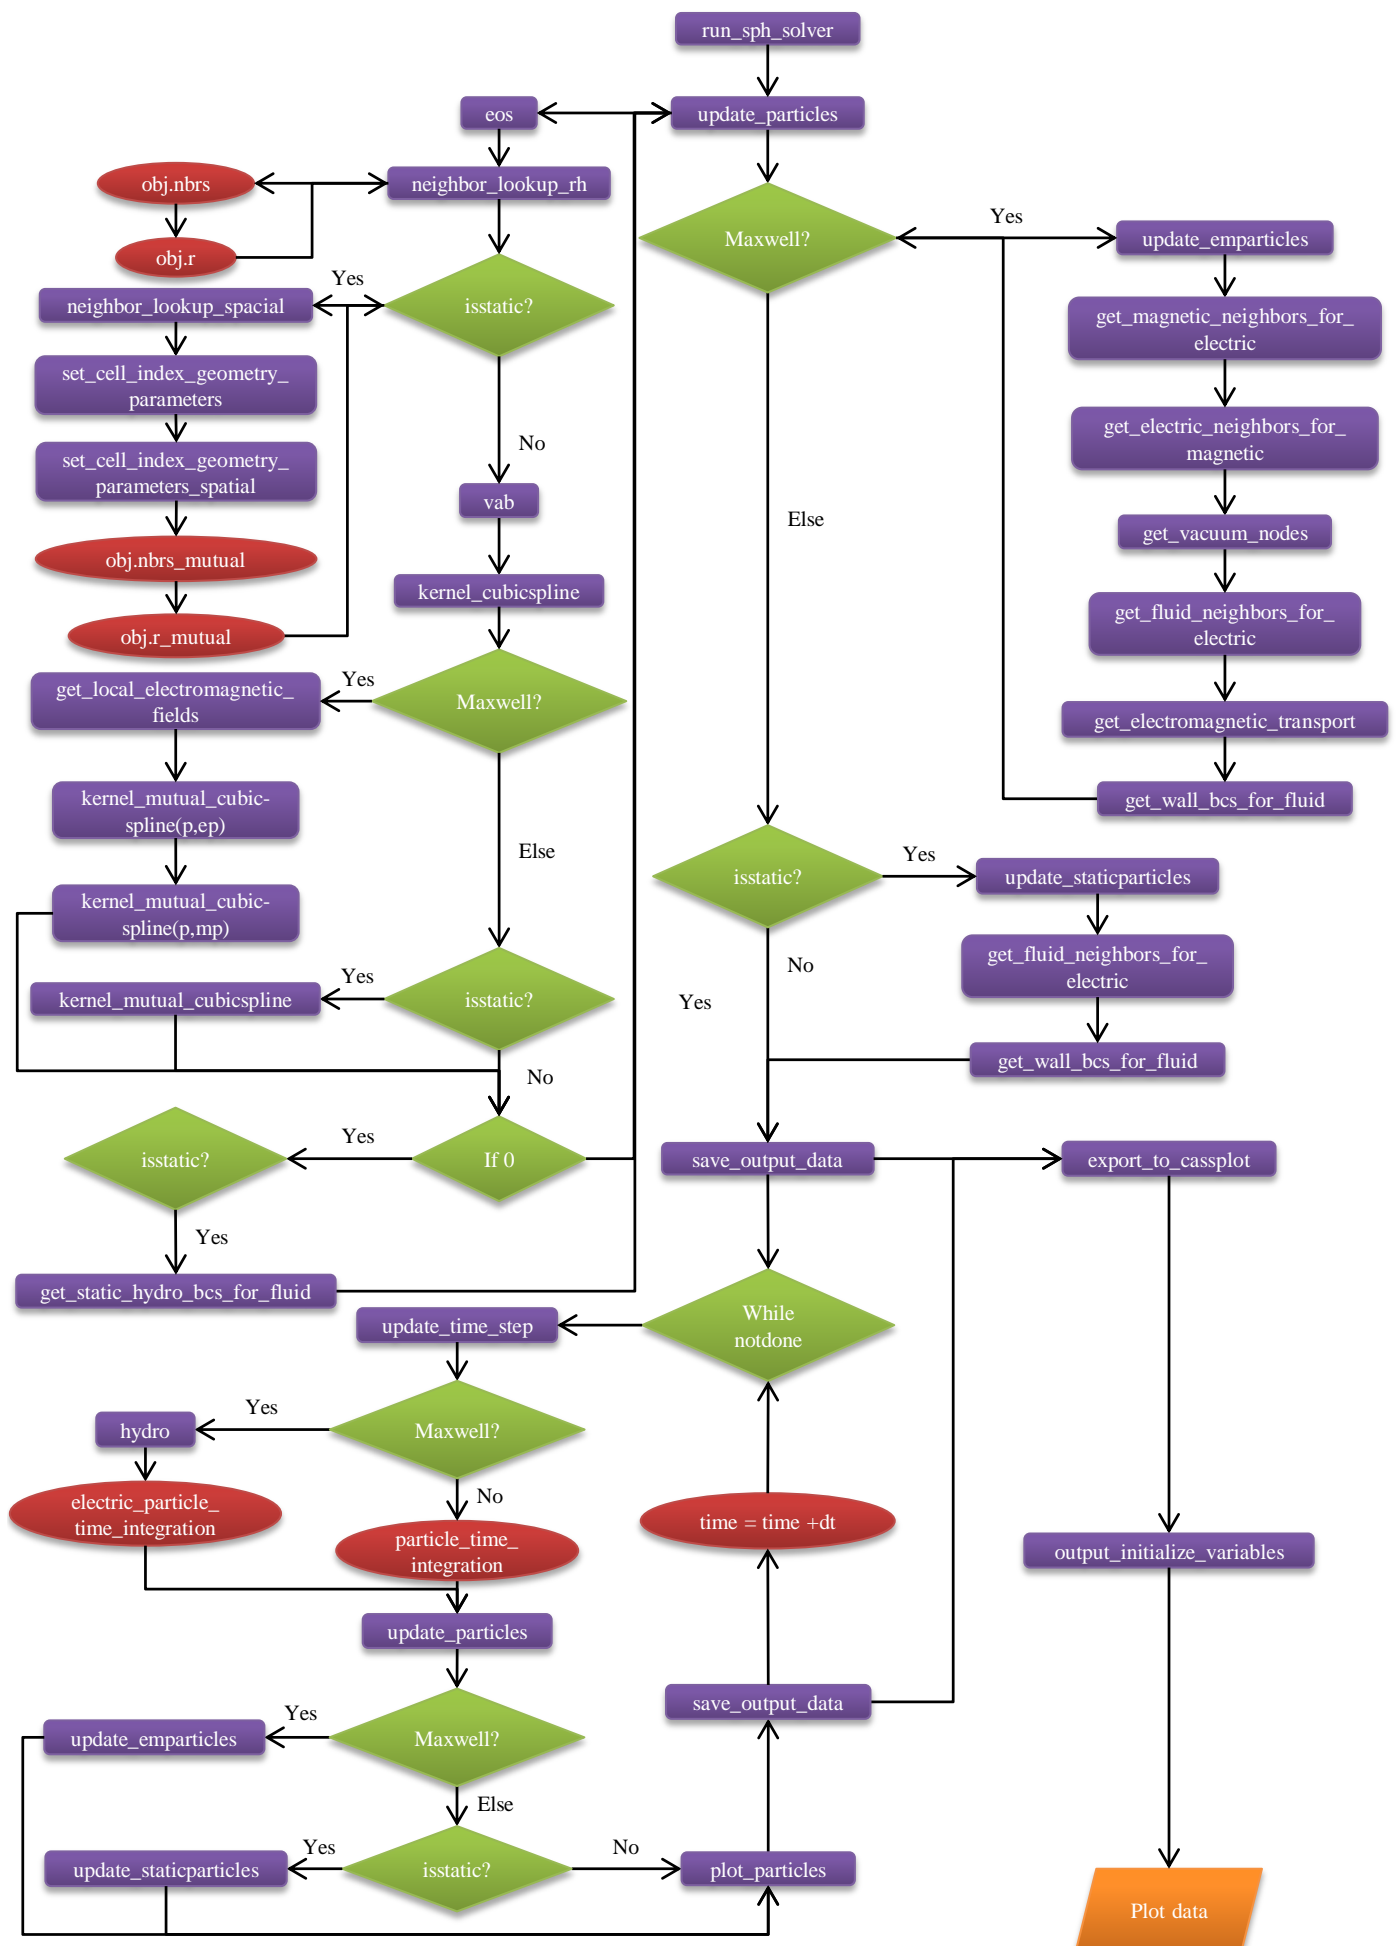 run_sph_solver
eos
update_particles
obj.nbrs
neighbor_lookup_rh
obj.r
Yes
Maxwell?
update_emparticles
Yes
neighbor_lookup_spacial
isstatic?
get_magnetic_neighbors_for_
electric
set_cell_index_geometry_
parameters
No
get_electric_neighbors_for_
magnetic
set_cell_index_geometry_
parameters_spatial
vab
Else
get_vacuum_nodes
obj.nbrs_mutual
kernel_cubicspline
get_fluid_neighbors_for_
electric
obj.r_mutual
get_local_electromagnetic_
fields
Yes
Maxwell?
get_electromagnetic_transport
kernel_mutual_cubic-
spline(p,ep)
get_wall_bcs_for_fluid
Else
isstatic?
Yes
update_staticparticles
kernel_mutual_cubic-
spline(p,mp)
No
get_fluid_neighbors_for_
electric
kernel_mutual_cubicspline
Yes
isstatic?
Yes
get_wall_bcs_for_fluid
No
isstatic?
Yes
If 0
save_output_data
export_to_cassplot
Yes
get_static_hydro_bcs_for_fluid
update_time_step
While
notdone
hydro
Yes
Maxwell?
electric_particle_
time_integration
No
particle_time_
integration
time = time +dt
output_initialize_variables
update_particles
save_output_data
update_emparticles
Yes
Maxwell?
Else
update_staticparticles
Yes
isstatic?
No
plot_particles
Plot data